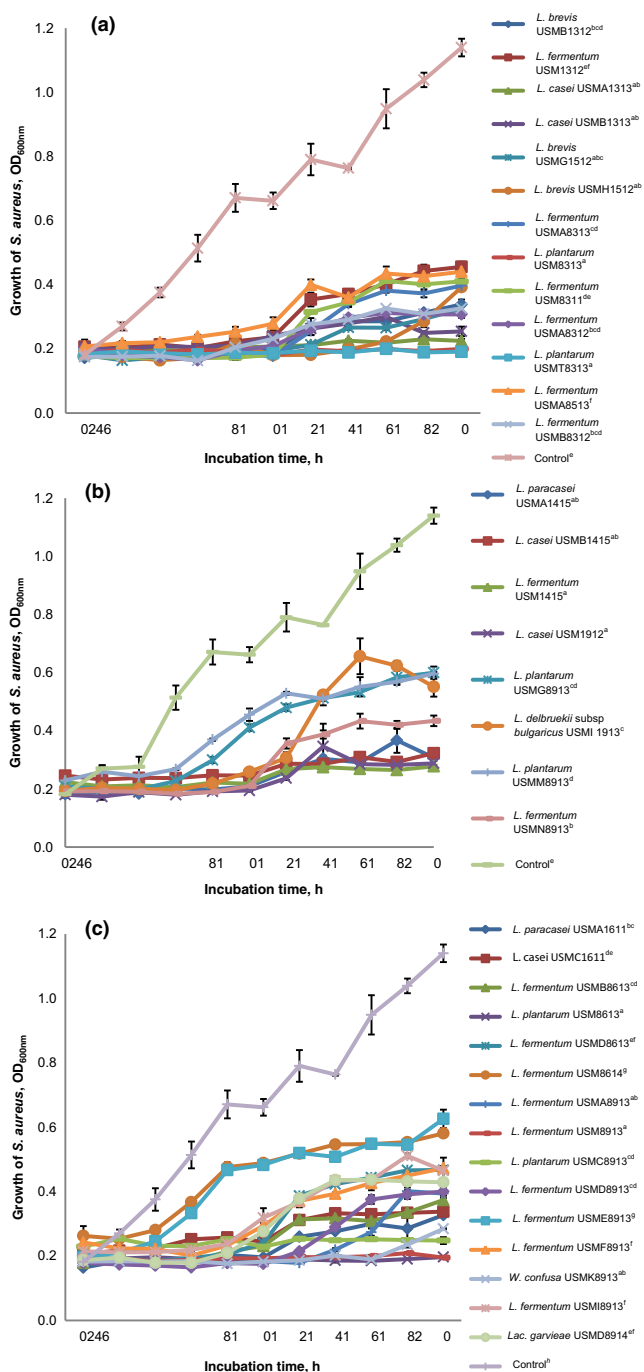 (a)
1.2
1.0
0.8
0.6
0.4
0.2
0.0
Growth of S. aureus, OD600nm
0246 81 01 21 41 61 82 0
Incubation time, h
L. brevis
USMB1312bcd
L. fermentum
USM1312ef
L. casei USMA1313ab
L. casei USMB1313ab
L. brevis
USMG1512abc
L. brevis USMH1512ab
L. fermentum
USMA8313cd
L. plantarum
USM8313a
L. fermentum
USM8311de
L. fermentum
USMA8312bcd
L. plantarum
USMT8313a
L. fermentum
USMA8513f
L. fermentum
USMB8312bcd
Controle
(b)
1.2
1.0
0.8
0.6
0.4
0.2
0.0
Growth of S. aureus, OD600nm
0246 81 01 21 41 61 82 0
Incubation time, h
L. paracasei
USMA1415ab
L. casei USMB1415ab
L. fermentum
USM1415a
L. casei USM1912a
L. plantarum
USMG8913cd
L. delbruekii subsp
bulgaricus USMI 1913c
L. plantarum
USMM8913d
L. fermentum
USMN8913b
Controle
(c)
1.2
1.0
0.8
0.6
0.4
0.2
0.0
Growth of S. aureus, OD600nm
0246 81 01 21 41 61 82 0
Incubation time, h
L. paracasei USMA1611bc
L. casei USMC1611de
L. fermentum USMB8613cd
L. plantarum USM8613a
L. fermentum USMD8613ef
L. fermentum USM8614g
L. fermentum USMA8913ab
L. fermentum USM8913a
L. plantarum USMC8913cd
L. fermentum USMD8913cd
L. fermentum USME8913g
L. fermentum USMF8913f
W. confusa USMK8913ab
L. fermentum USMI8913f
Lac. garvieae USMD8914ef
Controlh